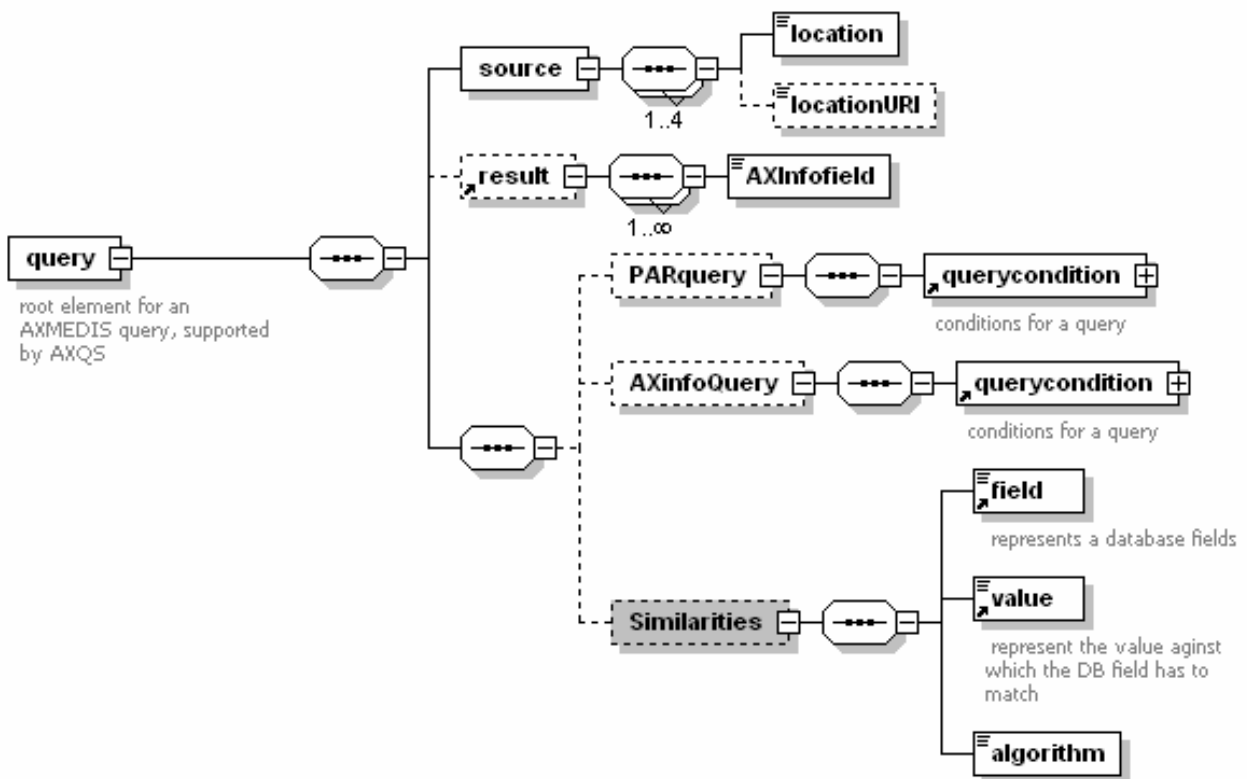 location
source
locationURI
1..4
result
AXInfofield
1..∞
query
root element for an
AXMEDIS query, supported
by AXQS
PARquery
querycondition
conditions for a query
AXinfoQuery
querycondition
conditions for a query
field
represents a database fields
value
represent the value aginst
which the DB field has to
match
Similarities
algorithm